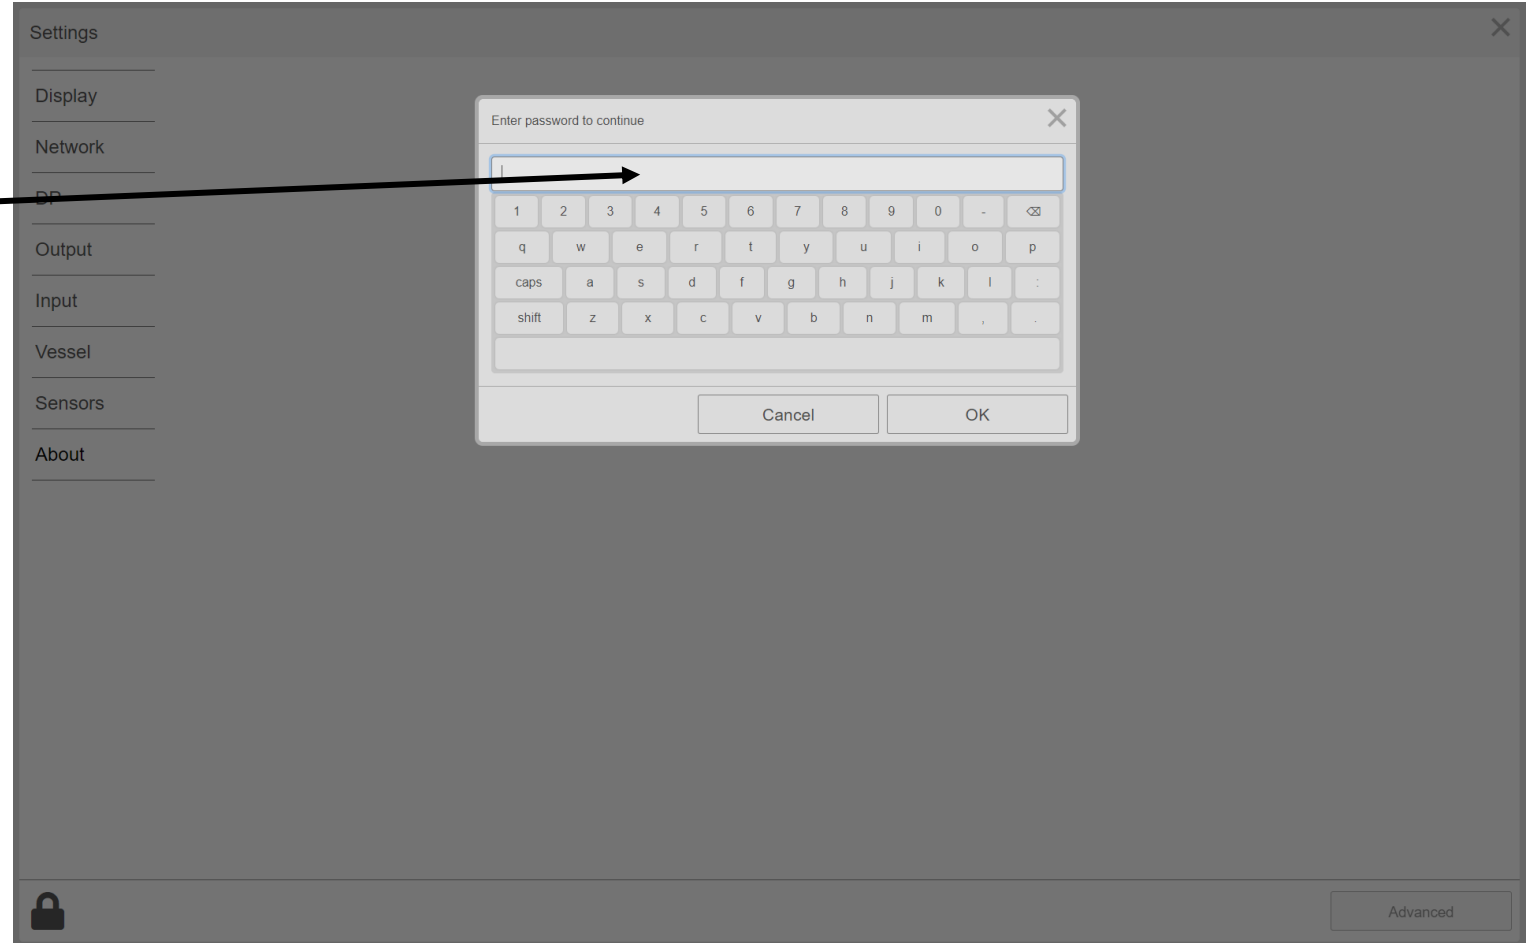 Settings
Display
Network
DP
Output
Input
Vessel
Sensors
About
Enter password to continue
1 2 3 4 5 6 7 8 9 0 - ⌫
q w e r t y u i o p
caps a s d f g h j k l :
shift z x c v b n m , .
Cancel OK
Advanced